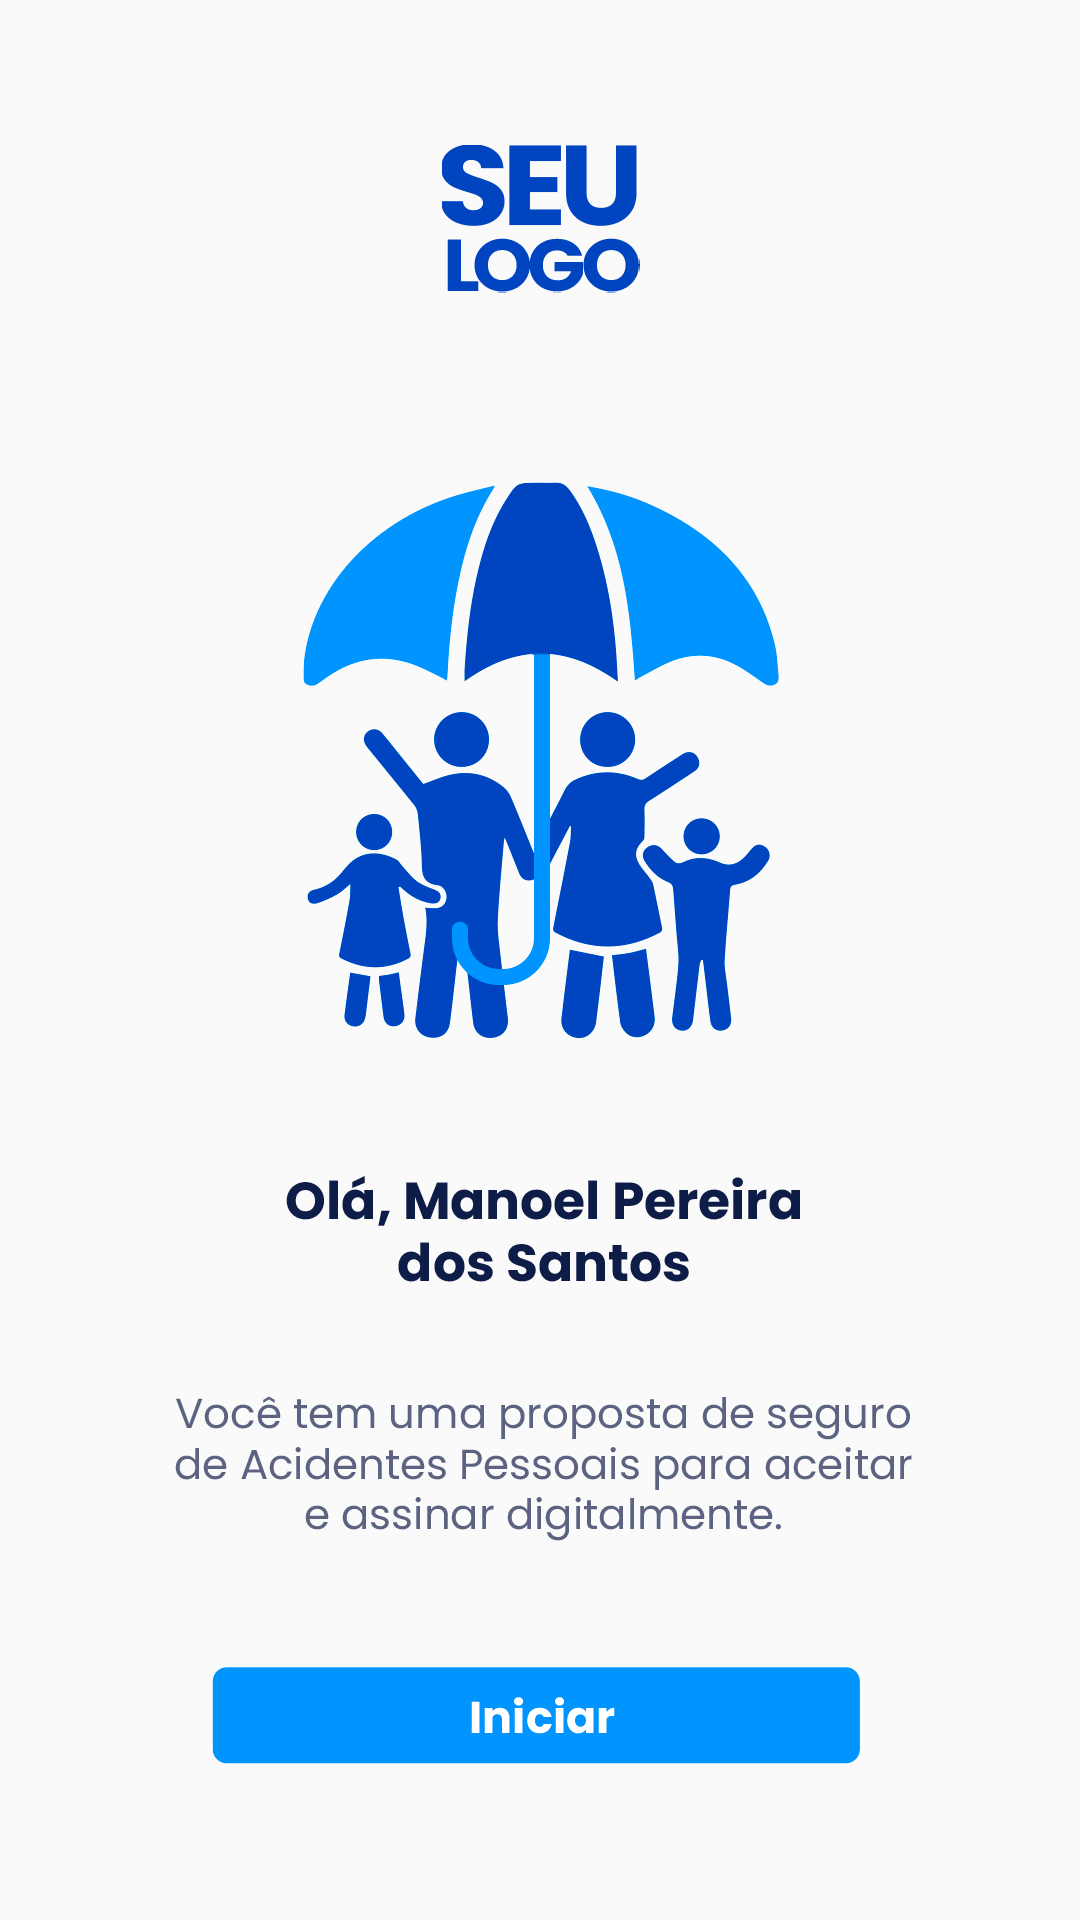 SEU
LOGO
Olá, Manoel Pereira
dos Santos
Você tem uma proposta de seguro
de Acidentes Pessoais para aceitar
e assinar digitalmente.
Iniciar